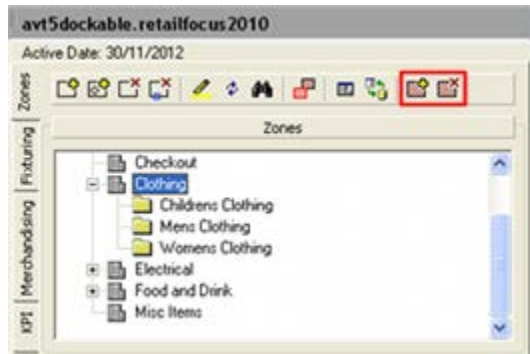 avt5dockable.retailfocus2010
Active Date: 30/11/2012
Zones
Fixturing
Merchandising
KPI
Zones
Checkout
Clothing
Childrens Clothing
Mens Clothing
Womens Clothing
Electrical
Food and Drink
Misc Items